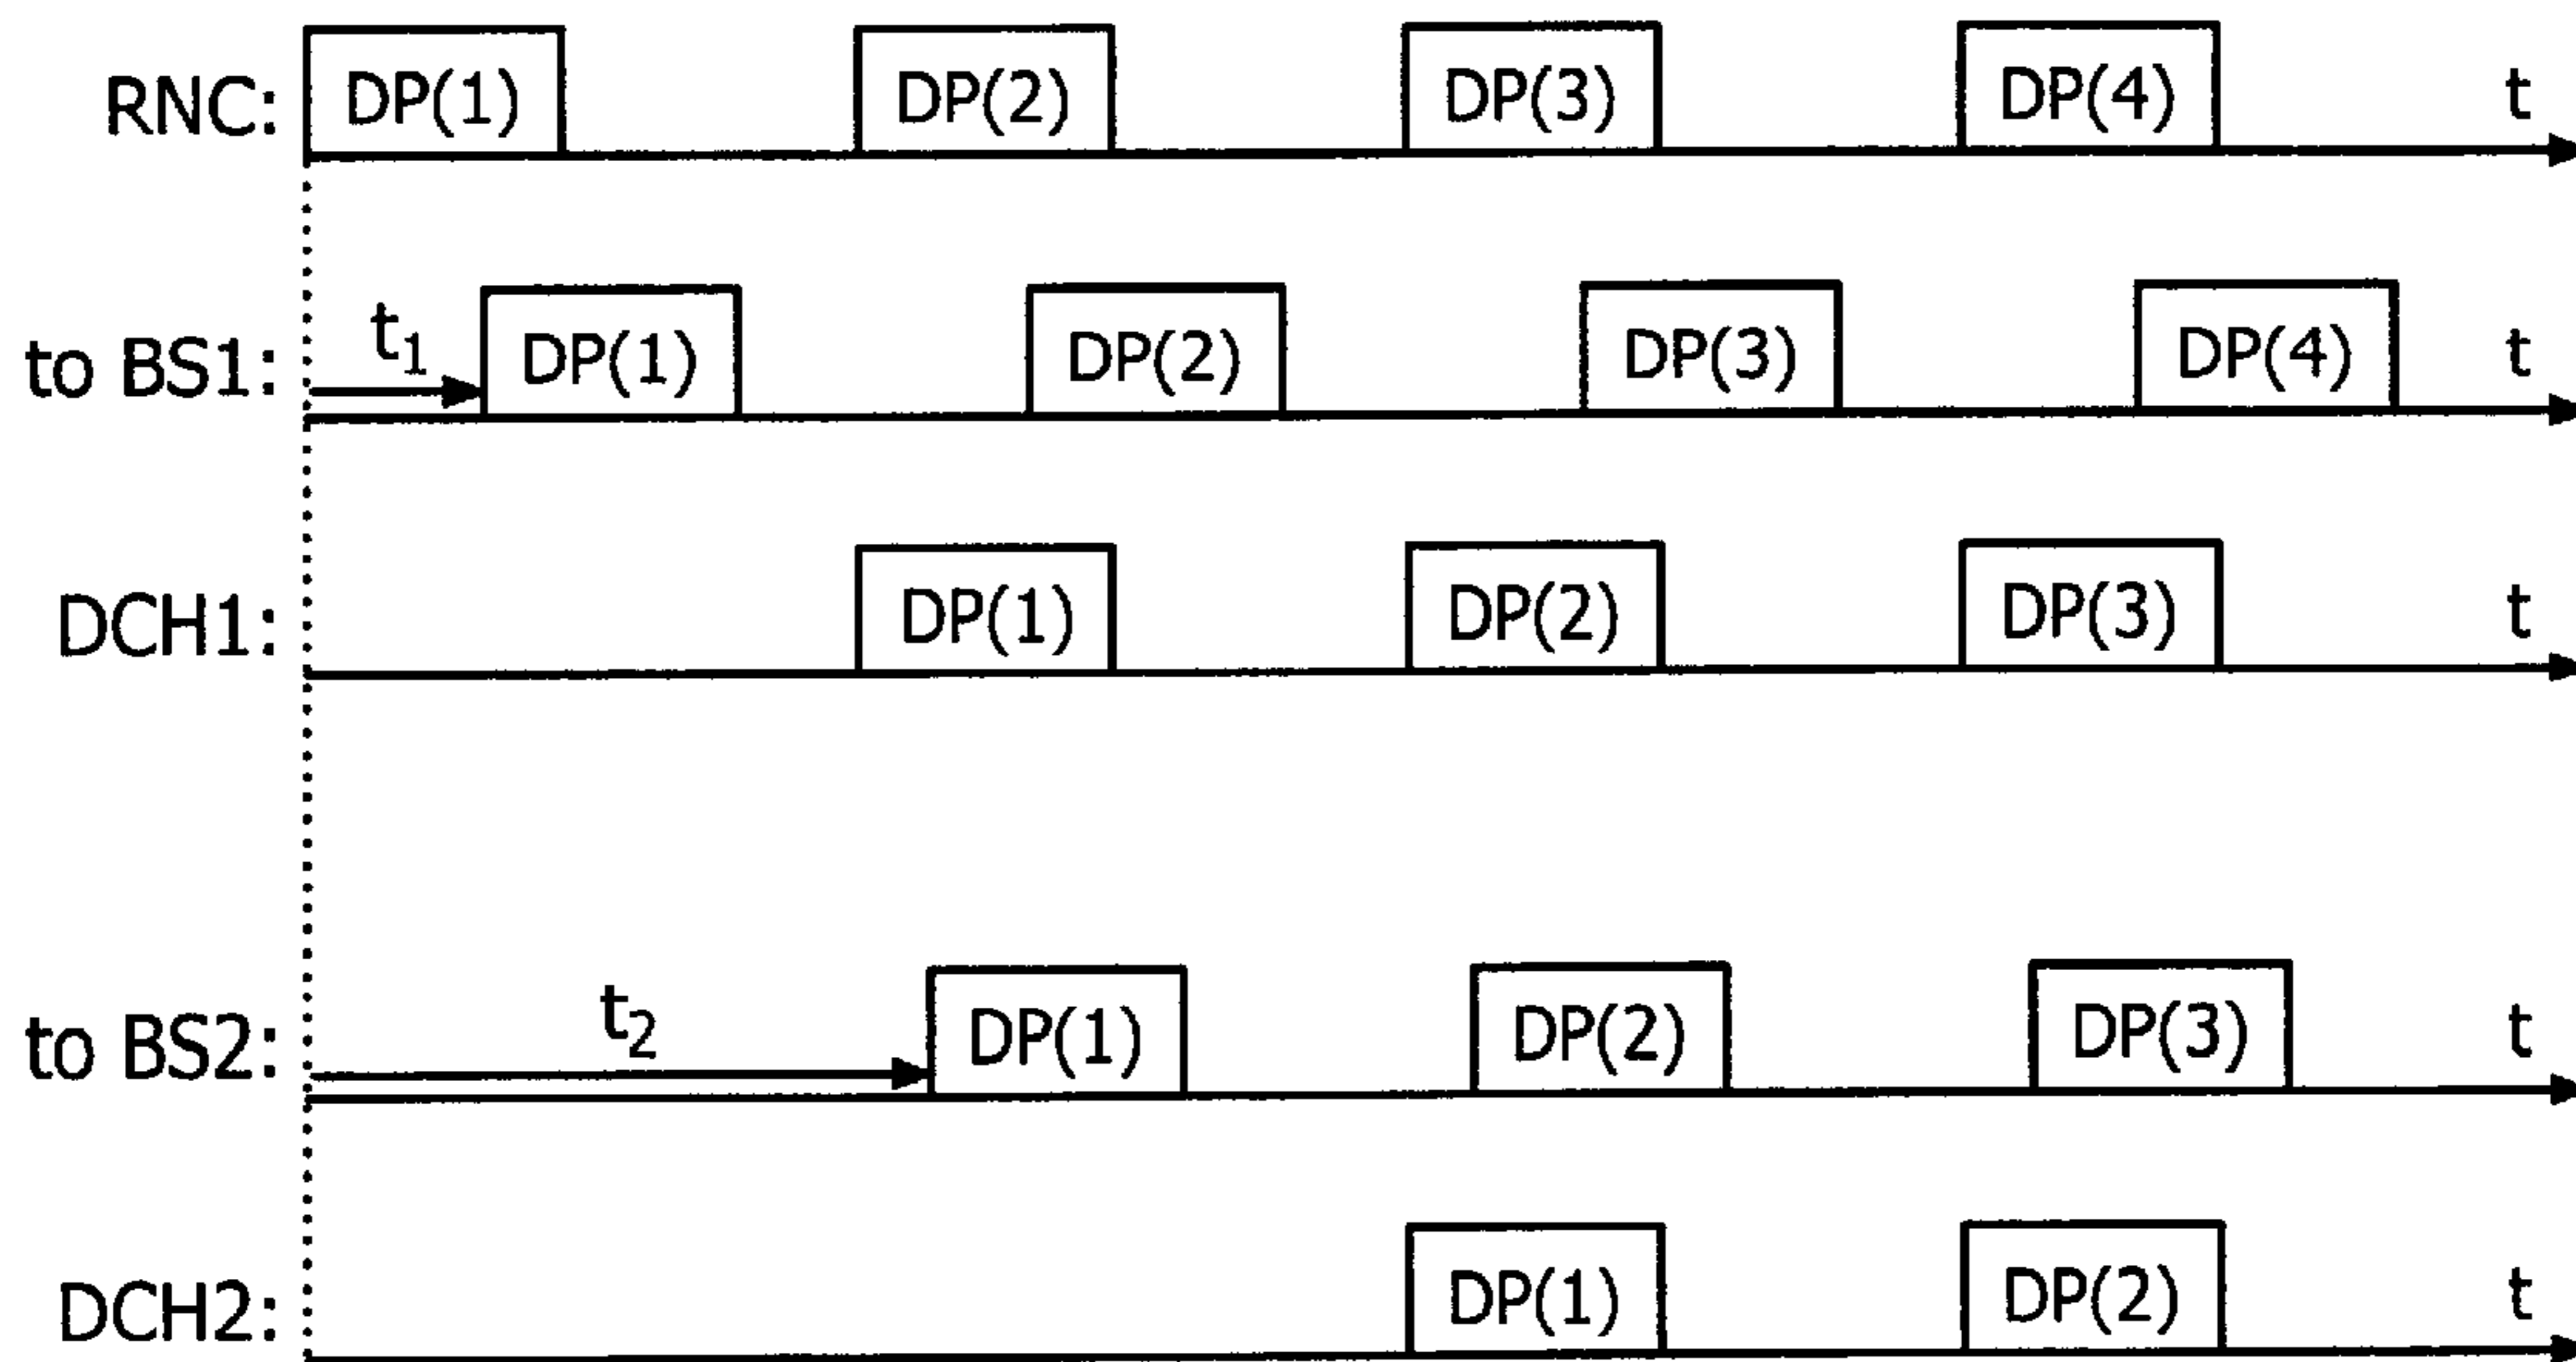 RNC: DP(1) DP(2) DP(3) DP(4) t
to BS1: t₁ DP(1) DP(2) DP(3) DP(4) t
DCH1: DP(1) DP(2) DP(3) t
to BS2: t₂ DP(1) DP(2) DP(3) t
DCH2: DP(1) DP(2) t